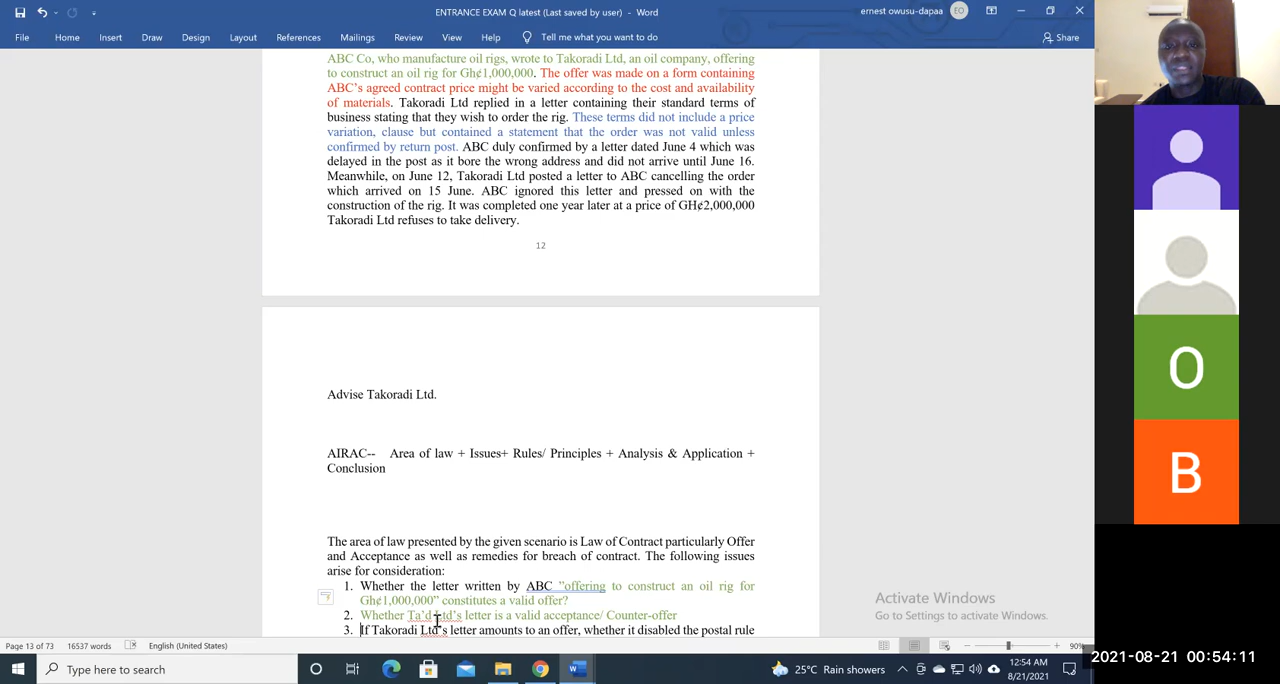 ENTRANCE EXAM Q latest (Last saved by user) - Word
ernest owusu-dapaa
EO
File Home Insert Draw Design Layout References Mailings Review View Help Tell me what you want to do
Share
ABC Co, who manufacture oil rigs, wrote to Takoradi Ltd, an oil company, offering
to construct an oil rig for Gh¢1,000,000. The offer was made on a form containing
ABC's agreed contract price might be varied according to the cost and availability
of materials. Takoradi Ltd replied in a letter containing their standard terms of
business stating that they wish to order the rig. These terms did not include a price
variation, clause but contained a statement that the order was not valid unless
confirmed by return post. ABC duly confirmed by a letter dated June 4 which was
delayed in the post as it bore the wrong address and did not arrive until June 16.
Meanwhile, on June 12, Takoradi Ltd posted a letter to ABC cancelling the order
which arrived on 15 June. ABC ignored this letter and pressed on with the
construction of the rig. It was completed one year later at a price of GH¢2,000,000
Takoradi Ltd refuses to take delivery.
12
Advise Takoradi Ltd.
AIRAC-- Area of law + Issues+ Rules/ Principles + Analysis & Application +
Conclusion
The area of law presented by the given scenario is Law of Contract particularly Offer
and Acceptance as well as remedies for breach of contract. The following issues
arise for consideration:
1. Whether the letter written by ABC ”offering to construct an oil rig for
Gh¢1,000,000” constitutes a valid offer?
2. Whether Ta’d Ltd’s letter is a valid acceptance/ Counter-offer
3. If Takoradi Ltd’s letter amounts to an offer, whether it disabled the postal rule
O
B
Activate Windows
Go to Settings to activate Windows.
Page 13 of 73 16537 words English (United States)
90%
Type here to search
25°C Rain showers
12:54 AM
8/21/2021
2021-08-21 00:54:11